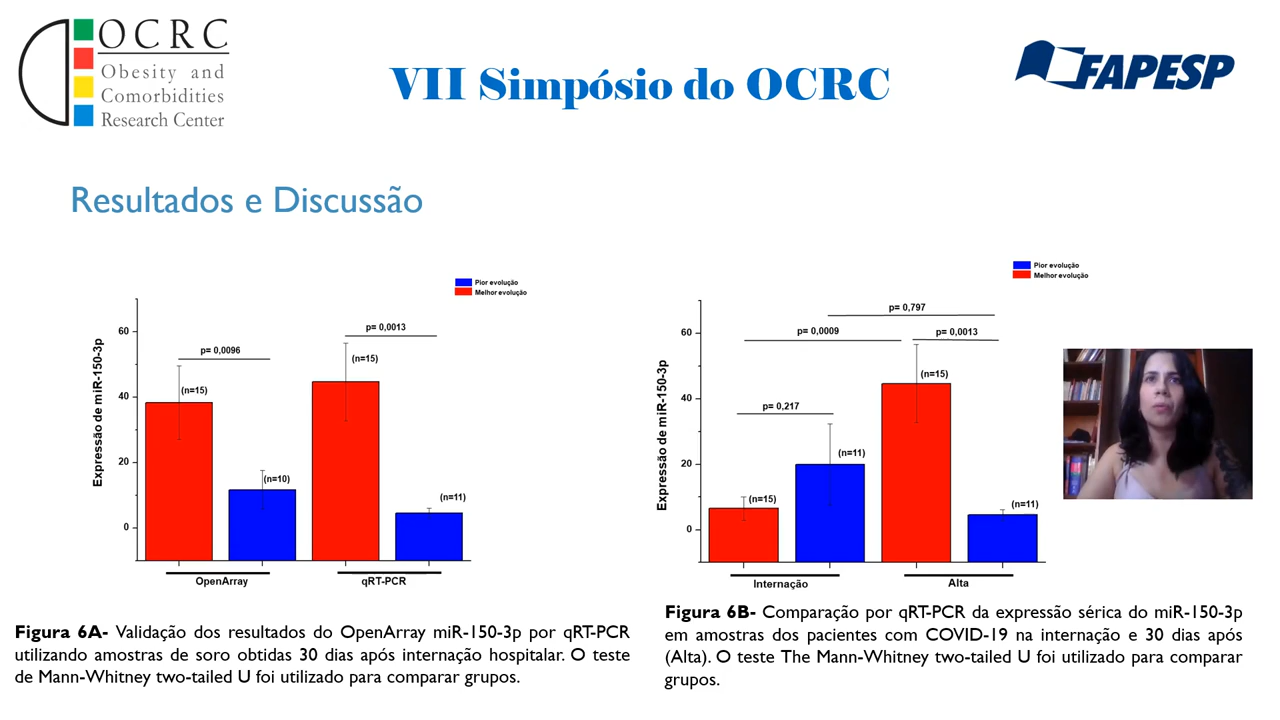 OCRC
Obesity and
Comorbidities
Research Center
VII Simpósio do OCRC
FAPESP
Resultados e Discussão
Pior evolução
Melhor evolução
Expressão de miR-150-3p
60
40
20
0
p= 0,0096
p= 0,0013
(n=15)
(n=10)
(n=15)
(n=11)
OpenArray
qRT-PCR
Figura 6A- Validação dos resultados do OpenArray miR-150-3p por qRT-PCR
utilizando amostras de soro obtidas 30 dias após internação hospitalar. O teste
de Mann-Whitney two-tailed U foi utilizado para comparar grupos.
Pior evolução
Melhor evolução
Expressão de miR-150-3p
60
40
20
0
p= 0,797
p= 0,0009
p= 0,0013
p= 0,217
(n=15)
(n=11)
(n=15)
(n=11)
Internação
Alta
Figura 6B- Comparação por qRT-PCR da expressão sérica do miR-150-3p
em amostras dos pacientes com COVID-19 na internação e 30 dias após
(Alta). O teste The Mann-Whitney two-tailed U foi utilizado para comparar
grupos.